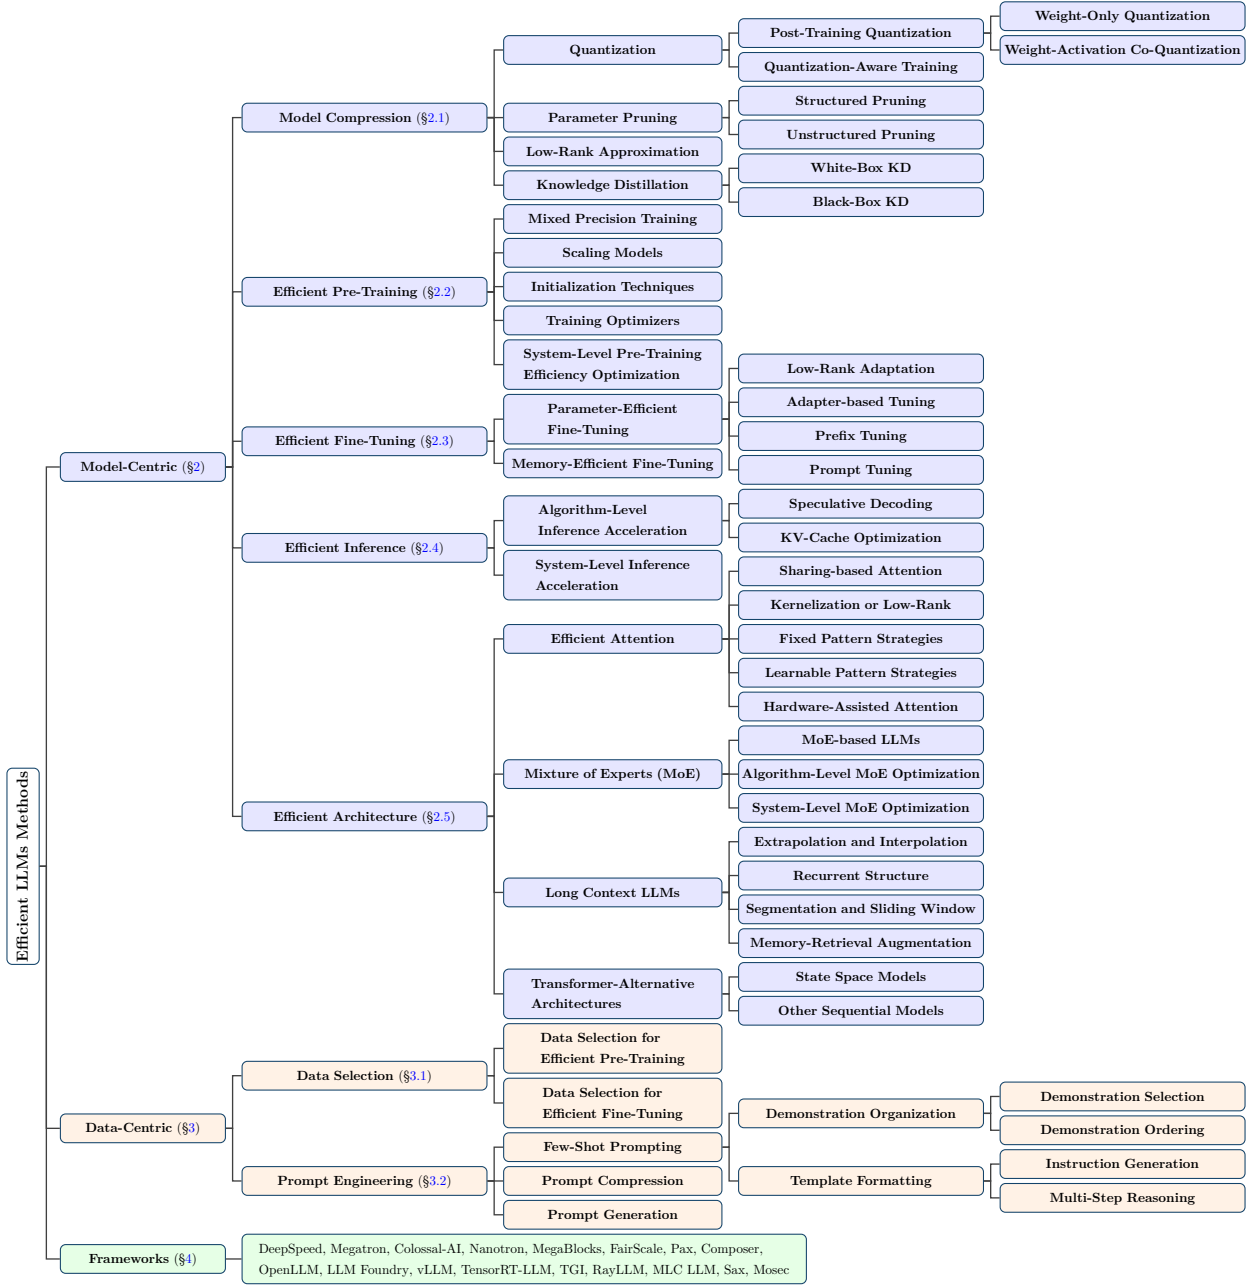 Efficient LLMs Methods
Model-Centric (§2)
Model Compression (§2.1)
Quantization
Post-Training Quantization
Weight-Only Quantization
Weight-Activation Co-Quantization
Quantization-Aware Training
Parameter Pruning
Structured Pruning
Unstructured Pruning
Low-Rank Approximation
Knowledge Distillation
White-Box KD
Black-Box KD
Efficient Pre-Training (§2.2)
Mixed Precision Training
Scaling Models
Initialization Techniques
Training Optimizers
System-Level Pre-Training
Efficiency Optimization
Efficient Fine-Tuning (§2.3)
Parameter-Efficient
Fine-Tuning
Low-Rank Adaptation
Adapter-based Tuning
Prefix Tuning
Prompt Tuning
Memory-Efficient Fine-Tuning
Efficient Inference (§2.4)
Algorithm-Level
Inference Acceleration
Speculative Decoding
KV-Cache Optimization
System-Level Inference
Acceleration
Efficient Architecture (§2.5)
Efficient Attention
Sharing-based Attention
Kernelization or Low-Rank
Fixed Pattern Strategies
Learnable Pattern Strategies
Hardware-Assisted Attention
Mixture of Experts (MoE)
MoE-based LLMs
Algorithm-Level MoE Optimization
System-Level MoE Optimization
Long Context LLMs
Extrapolation and Interpolation
Recurrent Structure
Segmentation and Sliding Window
Memory-Retrieval Augmentation
Transformer-Alternative
Architectures
State Space Models
Other Sequential Models
Data-Centric (§3)
Data Selection (§3.1)
Data Selection for
Efficient Pre-Training
Data Selection for
Efficient Fine-Tuning
Prompt Engineering (§3.2)
Few-Shot Prompting
Demonstration Organization
Demonstration Selection
Demonstration Ordering
Template Formatting
Instruction Generation
Multi-Step Reasoning
Prompt Compression
Prompt Generation
Frameworks (§4)
DeepSpeed, Megatron, Colossal-AI, Nanotron, MegaBlocks, FairScale, Pax, Composer,
OpenLLM, LLM Foundry, vLLM, TensorRT-LLM, TGI, RayLLM, MLC LLM, Sax, Mosec